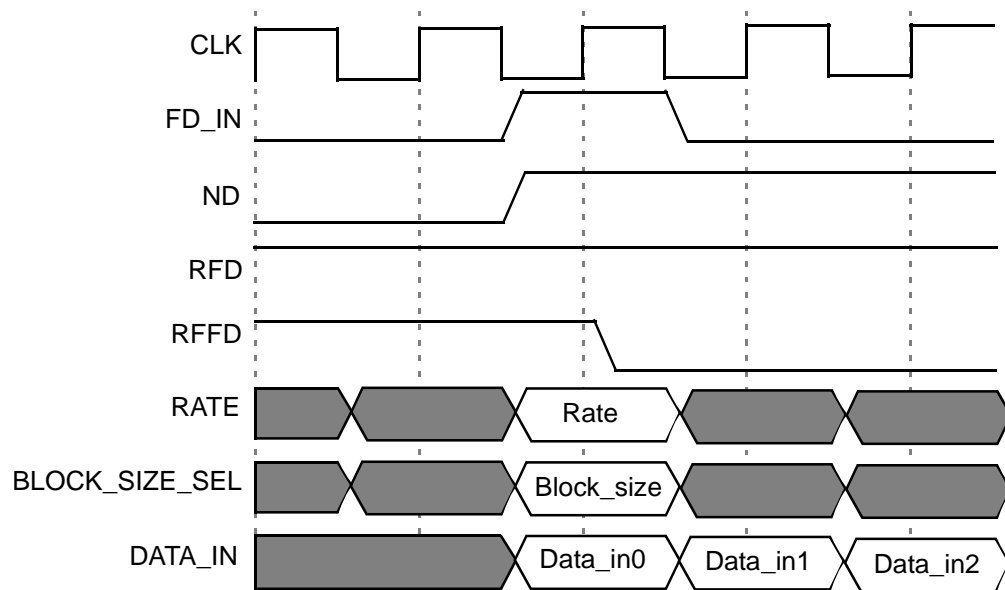 CLK
FD_IN
ND
RFD
RFFD
RATE Rate
BLOCK_SIZE_SEL Block_size
DATA_IN Data_in0 Data_in1 Data_in2